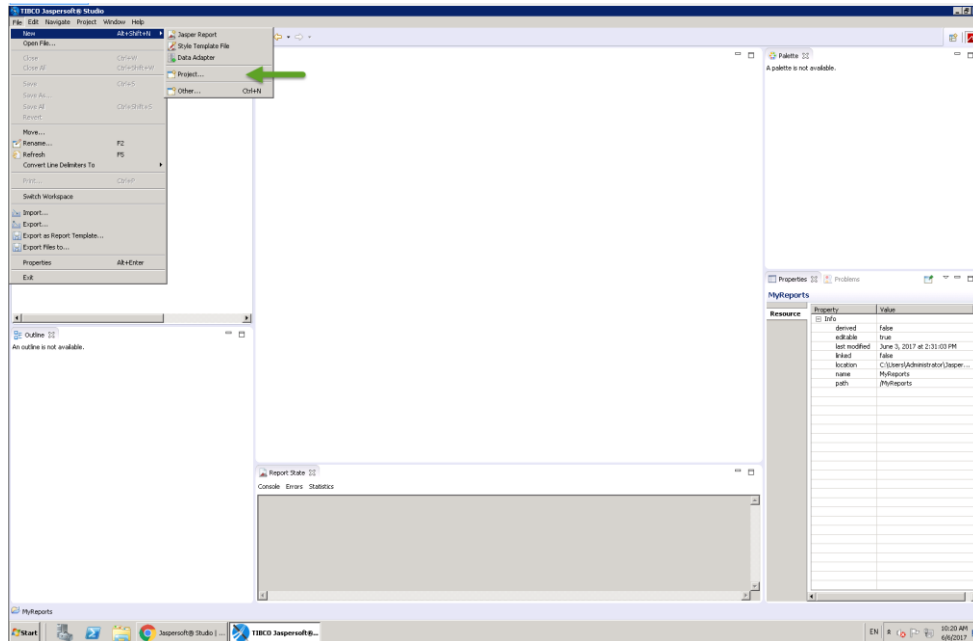 TIBCO Jaspersoft® Studio
File Edit Navigate Project Window Help
New Alt+Shift+N
Open File...
Close Ctrl+W
Close All Ctrl+Shift+W
Save Ctrl+S
Save As...
Save All Ctrl+Shift+S
Revert
Move...
Rename... F2
Refresh F5
Convert Line Delimiters To
Print... Ctrl+P
Switch Workspace
Import...
Export...
Export as Report Template...
Export Files to...
Properties Alt+Enter
Exit
Jasper Report
Style Template File
Data Adapter
Project...
Other... Ctrl+N
Palette
A palette is not available.
Outline
An outline is not available.
Properties Problems
MyReports
Resource
Property Value
Info
derived false
editable true
last modified June 3, 2017 at 2:31:03 PM
linked false
location C:\Users\Administrator\Jasper...
name MyReports
path /MyReports
Report State
Console Errors Statistics
MyReports
Start
Jaspersoft® Studio | ...
TIBCO Jaspersoft®...
EN
10:20 AM
6/6/2017